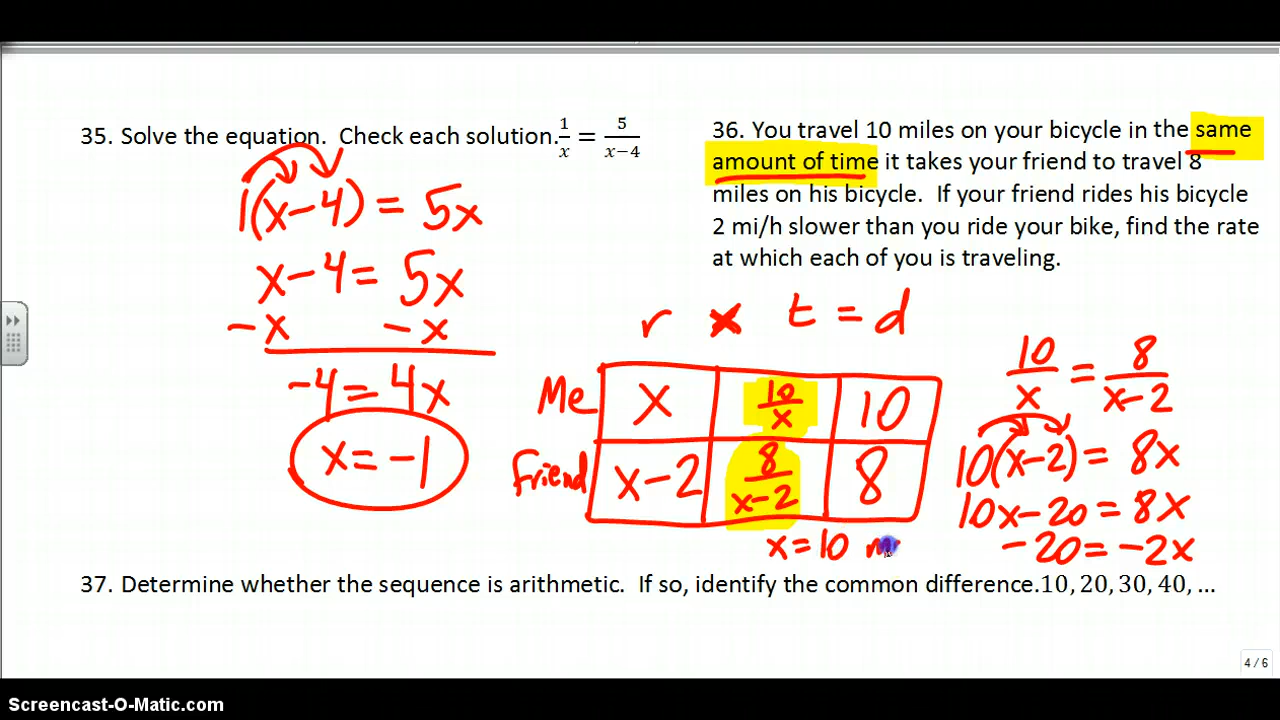 35. Solve the equation. Check each solution. 1/x = 5/(x−4)
1(x−4) = 5x
x−4 = 5x
−x −x
−4 = 4x
x = −1
36. You travel 10 miles on your bicycle in the same
amount of time it takes your friend to travel 8
miles on his bicycle. If your friend rides his bicycle
2 mi/h slower than you ride your bike, find the rate
at which each of you is traveling.
r × t = d
Me x 10/x 10
Friend x−2 8/(x−2) 8
x = 10
10/x = 8/(x−2)
10(x−2) = 8x
10x−20 = 8x
−20 = −2x
37. Determine whether the sequence is arithmetic. If so, identify the common difference. 10, 20, 30, 40, ...
4 / 6
Screencast-O-Matic.com